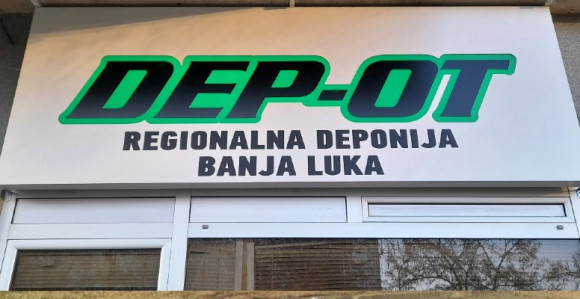 DEP-OT
REGIONALNA DEPONIJA
BANJA LUKA